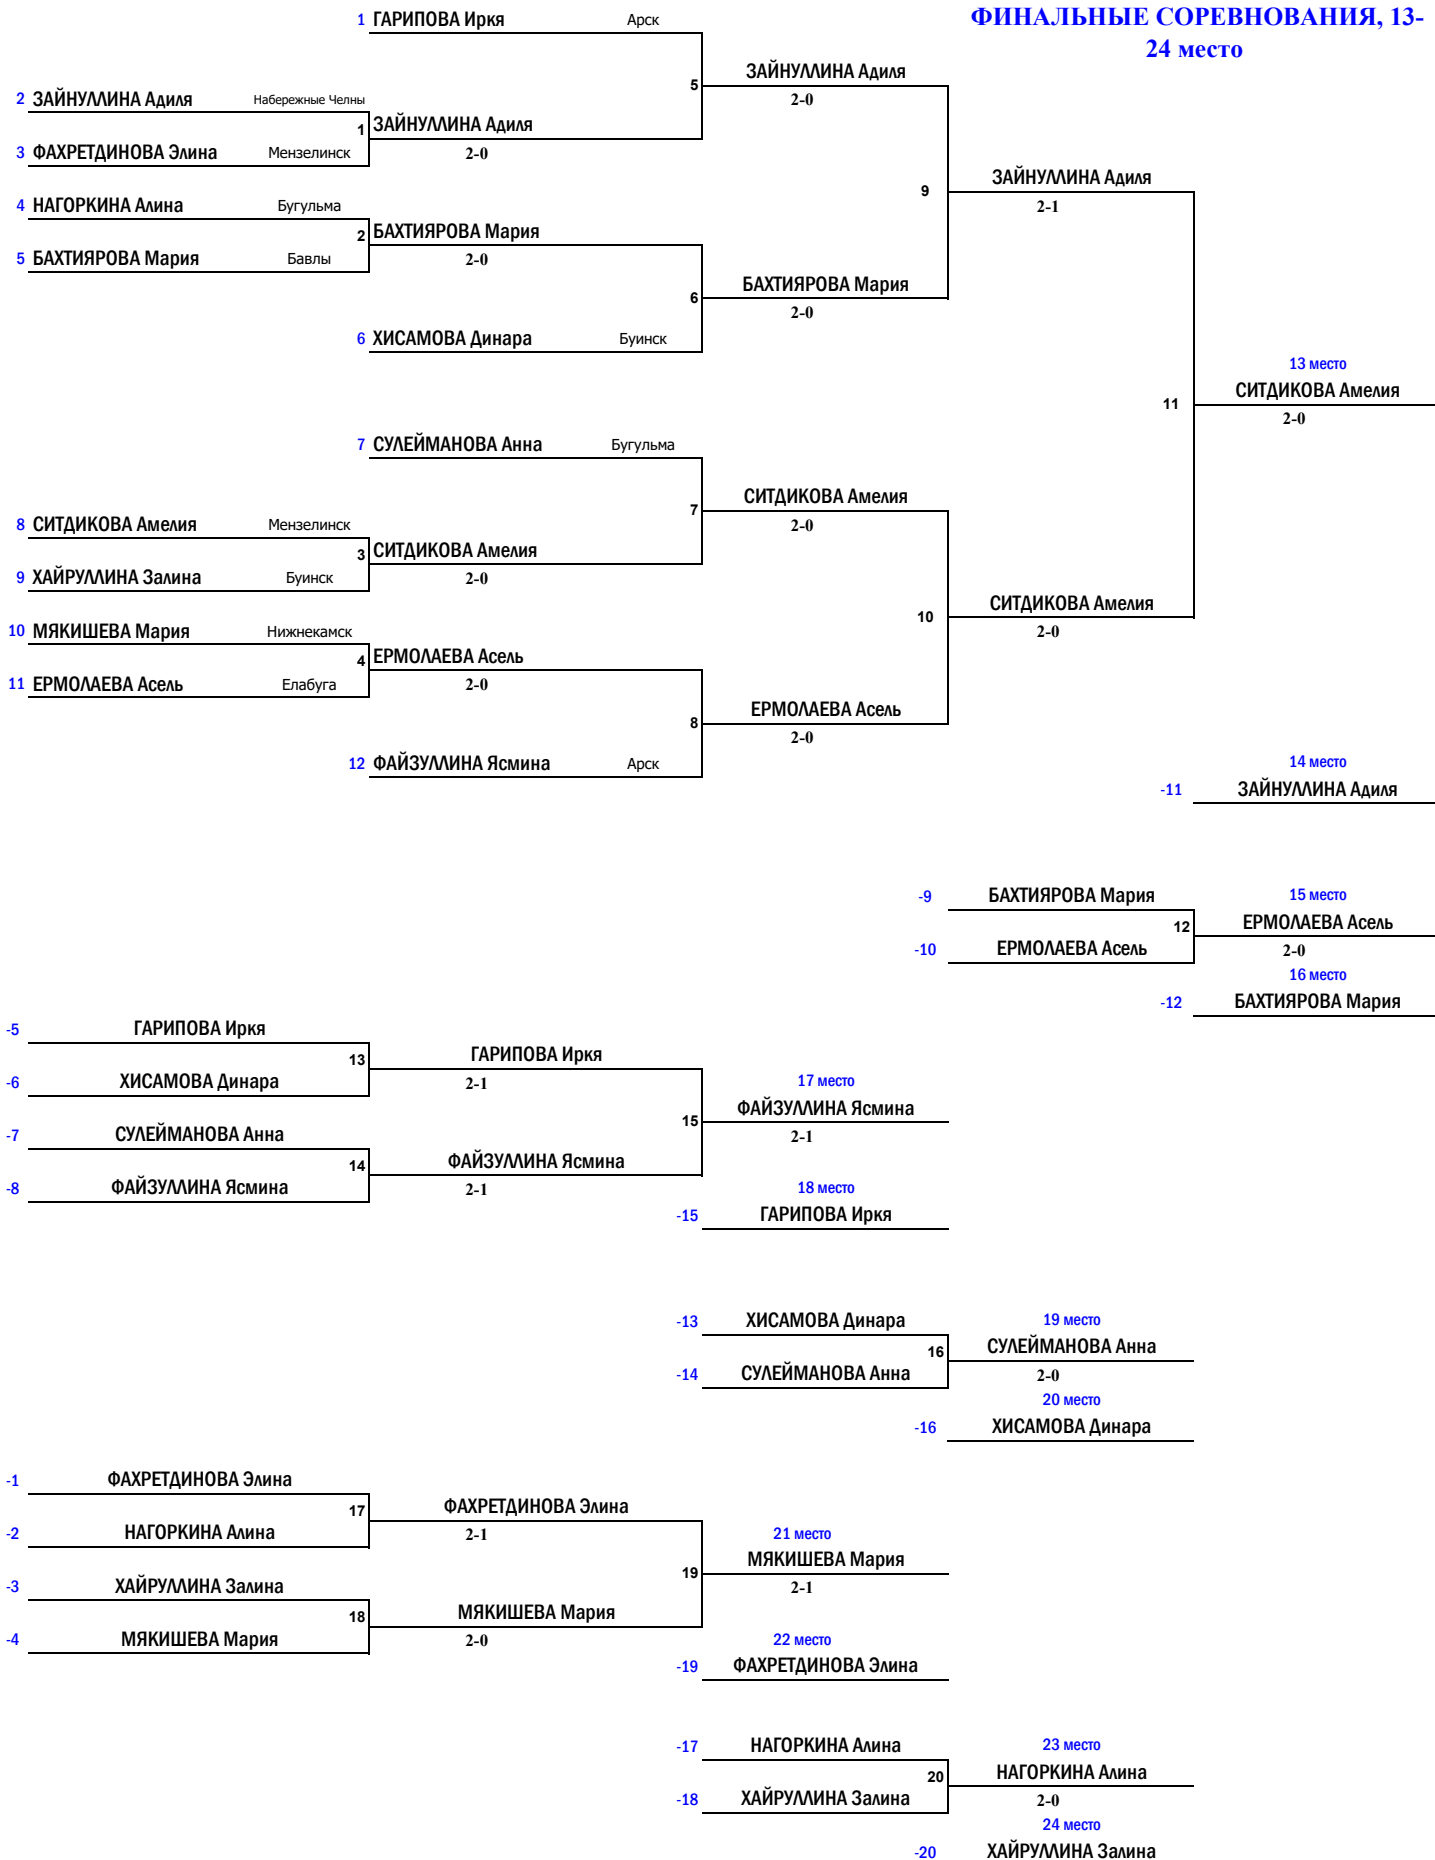 ФИНАЛЬНЫЕ СОРЕВНОВАНИЯ, 13-
24 место
1 ГАРИПОВА Иркя Арск
ЗАЙНУЛЛИНА Адиля
5
2-0
2 ЗАЙНУЛЛИНА Адиля Набережные Челны
1 ЗАЙНУЛЛИНА Адиля
2-0
3 ФАХРЕТДИНОВА Элина Мензелинск
ЗАЙНУЛЛИНА Адиля
9
2-1
4 НАГОРКИНА Алина Бугульма
2 БАХТИЯРОВА Мария
2-0
5 БАХТИЯРОВА Мария Бавлы
БАХТИЯРОВА Мария
6
2-0
6 ХИСАМОВА Динара Буинск
13 место
СИТДИКОВА Амелия
11
2-0
7 СУЛЕЙМАНОВА Анна Бугульма
СИТДИКОВА Амелия
7
2-0
8 СИТДИКОВА Амелия Мензелинск
3 СИТДИКОВА Амелия
2-0
9 ХАЙРУЛЛИНА Залина Буинск
СИТДИКОВА Амелия
10
2-0
10 МЯКИШЕВА Мария Нижнекамск
4 ЕРМОЛАЕВА Асель
2-0
11 ЕРМОЛАЕВА Асель Елабуга
ЕРМОЛАЕВА Асель
8
2-0
12 ФАЙЗУЛЛИНА Ясмина Арск
14 место
-11 ЗАЙНУЛЛИНА Адиля
-9 БАХТИЯРОВА Мария 15 место
12 ЕРМОЛАЕВА Асель
-10 ЕРМОЛАЕВА Асель 2-0
16 место
-12 БАХТИЯРОВА Мария
-5 ГАРИПОВА Иркя
13 ГАРИПОВА Иркя
-6 ХИСАМОВА Динара 2-1
17 место
ФАЙЗУЛЛИНА Ясмина
15
2-1
-7 СУЛЕЙМАНОВА Анна
14 ФАЙЗУЛЛИНА Ясмина
-8 ФАЙЗУЛЛИНА Ясмина 2-1
18 место
-15 ГАРИПОВА Иркя
-13 ХИСАМОВА Динара 19 место
16 СУЛЕЙМАНОВА Анна
-14 СУЛЕЙМАНОВА Анна 2-0
20 место
-16 ХИСАМОВА Динара
-1 ФАХРЕТДИНОВА Элина
17 ФАХРЕТДИНОВА Элина
-2 НАГОРКИНА Алина 2-1
21 место
МЯКИШЕВА Мария
19
2-1
-3 ХАЙРУЛЛИНА Залина
18 МЯКИШЕВА Мария
-4 МЯКИШЕВА Мария 2-0
22 место
-19 ФАХРЕТДИНОВА Элина
-17 НАГОРКИНА Алина 23 место
20 НАГОРКИНА Алина
-18 ХАЙРУЛЛИНА Залина 2-0
24 место
-20 ХАЙРУЛЛИНА Залина